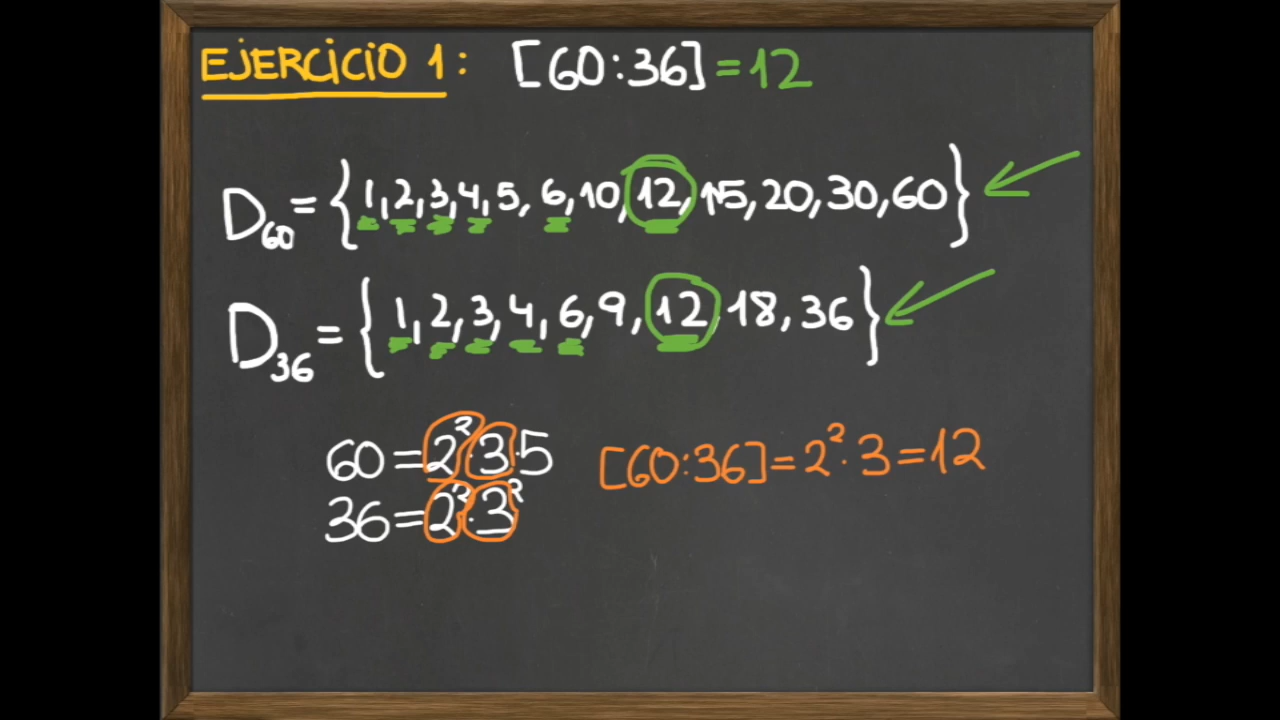 EJERCICIO 1: [60:36] = 12
D₆₀ = {1, 2, 3, 4, 5, 6, 10, 12, 15, 20, 30, 60}
D₃₆ = {1, 2, 3, 4, 6, 9, 12, 18, 36}
60 = 2²·3·5 [60:36] = 2²·3 = 12
36 = 2²·3²